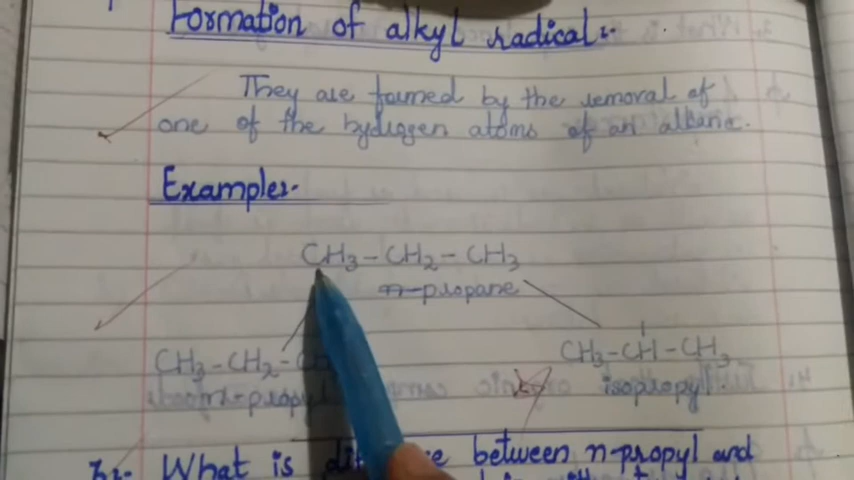 Formation of alkyl radical:-
They are formed by the removal of
one of the hydrogen atoms of an alkane.
Example:-
CH₃-CH₂-CH₃
n-propane
CH₃-CH₂- CH₃-CH-CH₃
n-propyl isopropyl
What is between n-propyl and